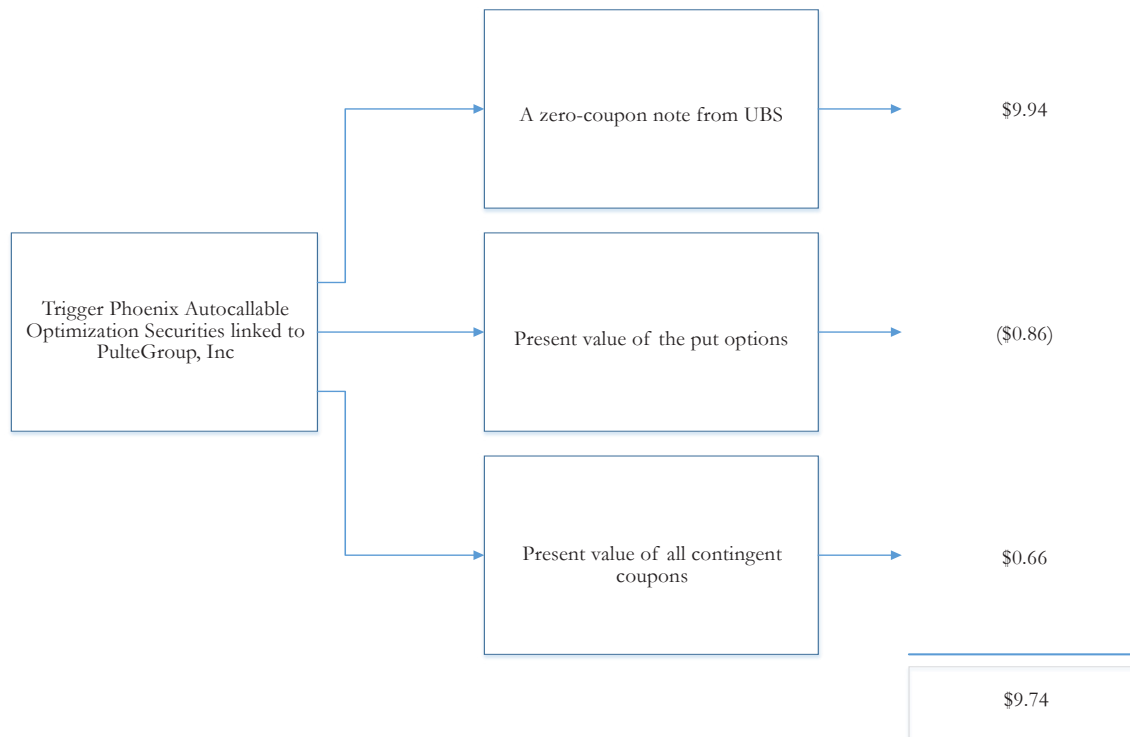 A zero-coupon note from UBS
$9.94
Trigger Phoenix Autocallable
Optimization Securities linked to
PulteGroup, Inc
Present value of the put options
($0.86)
Present value of all contingent
coupons
$0.66
$9.74